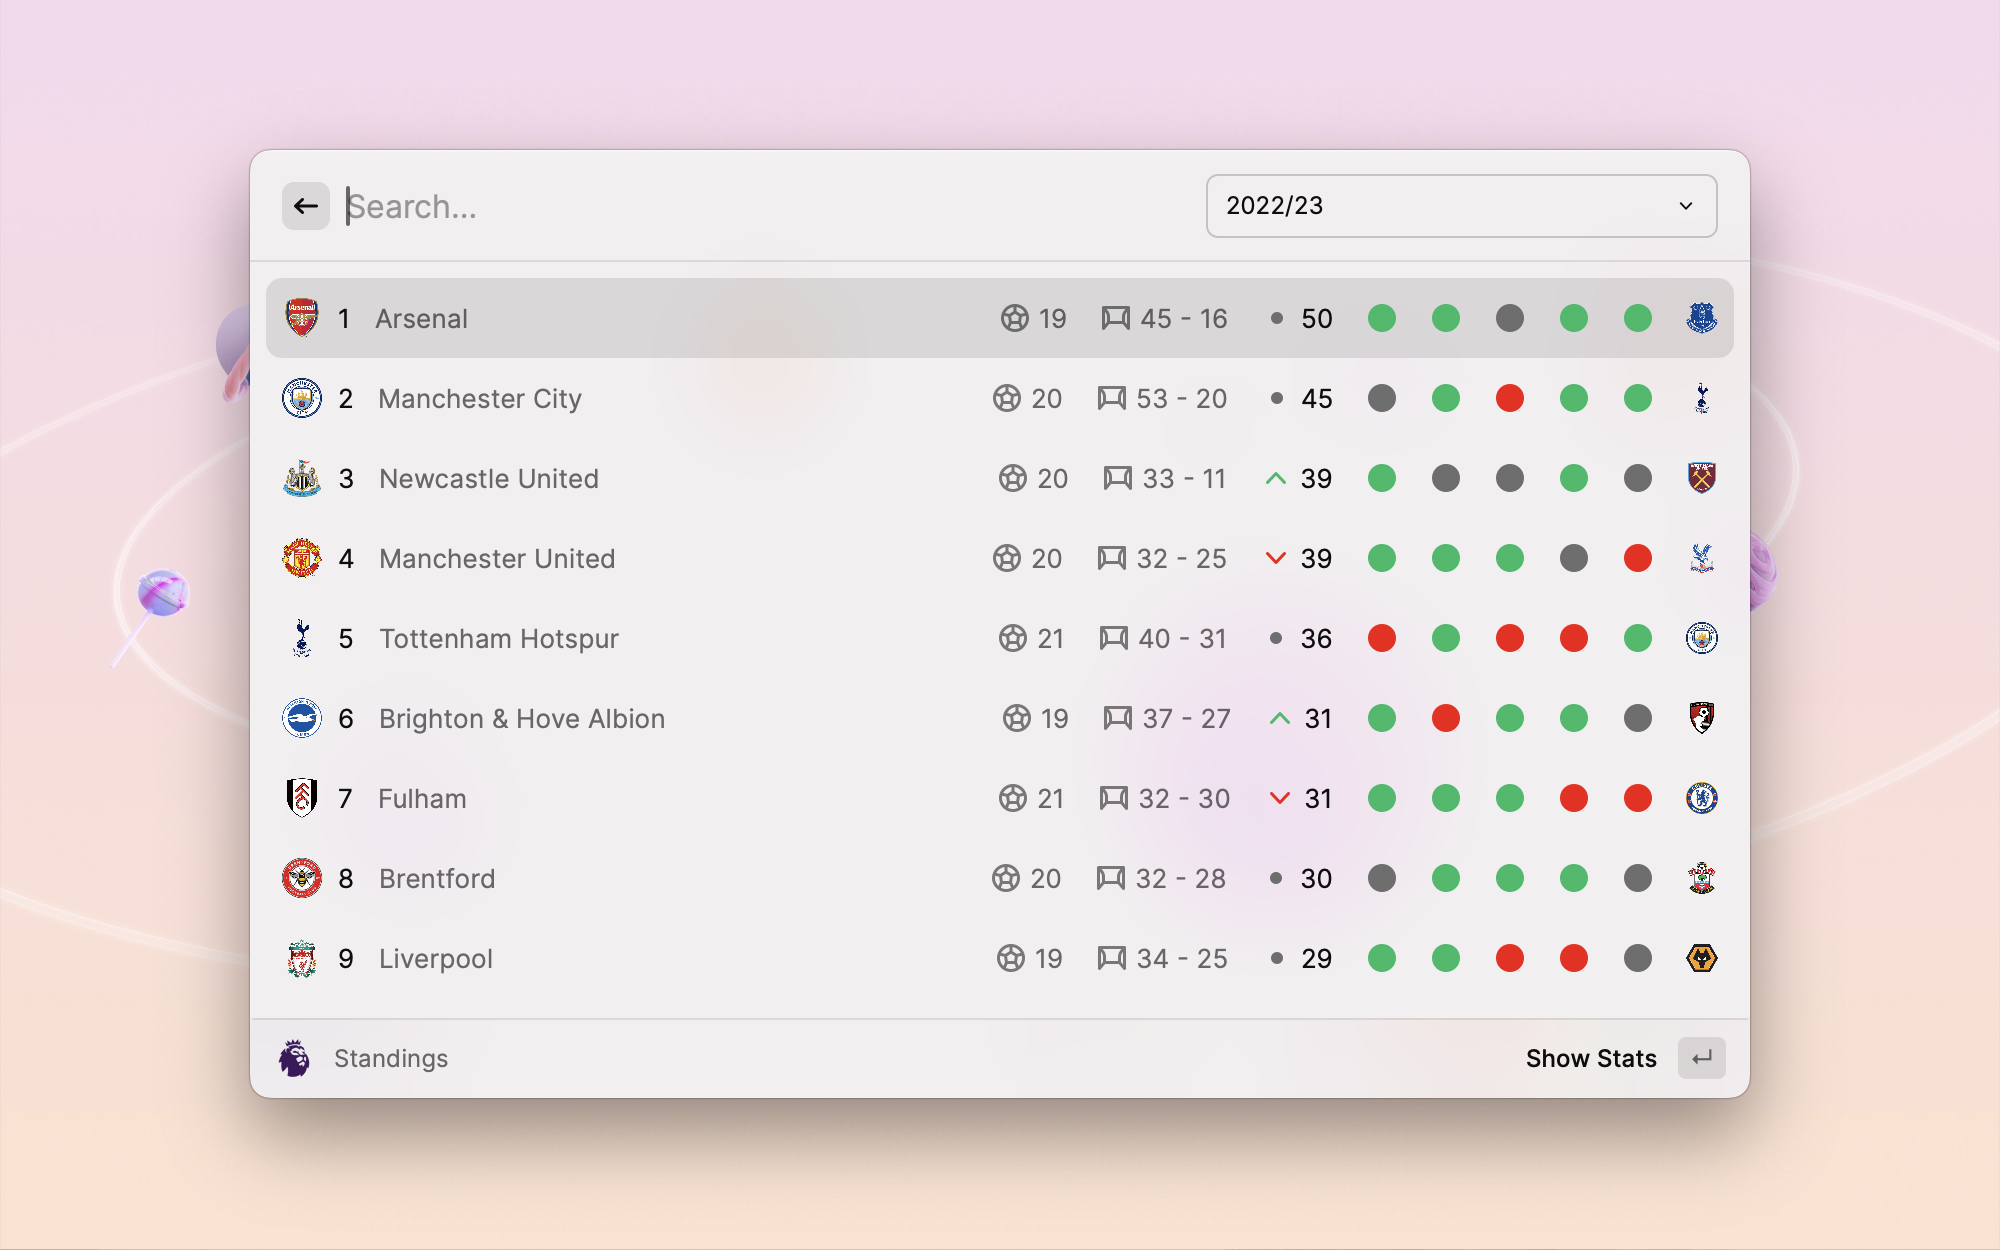 Search...
2022/23
1 Arsenal 19 45 - 16 50
2 Manchester City 20 53 - 20 45
3 Newcastle United 20 33 - 11 39
4 Manchester United 20 32 - 25 39
5 Tottenham Hotspur 21 40 - 31 36
6 Brighton & Hove Albion 19 37 - 27 31
7 Fulham 21 32 - 30 31
8 Brentford 20 32 - 28 30
9 Liverpool 19 34 - 25 29
Standings
Show Stats